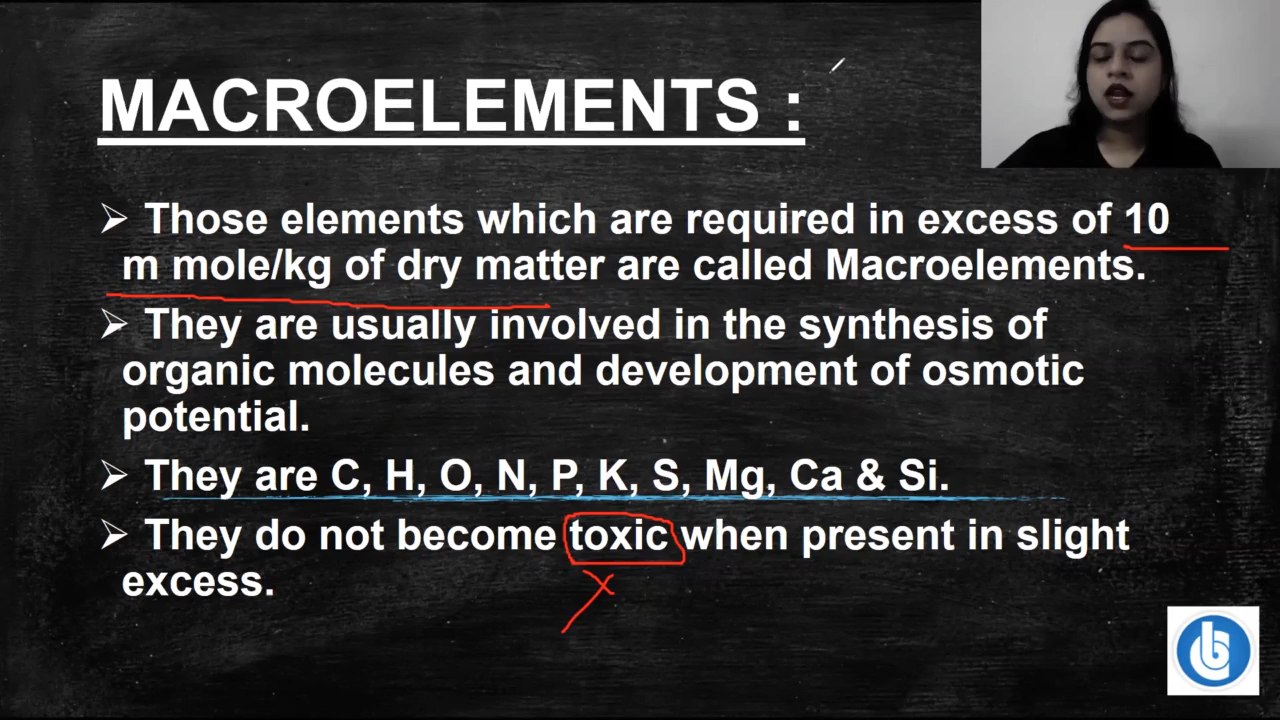 MACROELEMENTS :
➢ Those elements which are required in excess of 10
m mole/kg of dry matter are called Macroelements.
➢ They are usually involved in the synthesis of
organic molecules and development of osmotic
potential.
➢ They are C, H, O, N, P, K, S, Mg, Ca & Si.
➢ They do not become toxic when present in slight
excess.